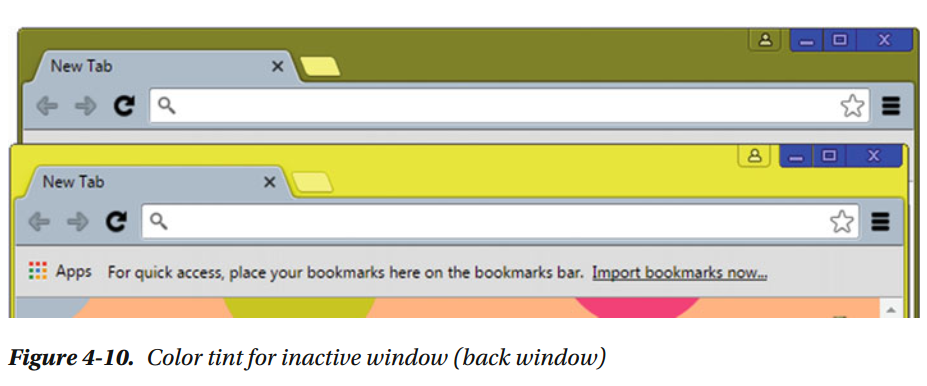 New Tab
New Tab
Apps For quick access, place your bookmarks here on the bookmarks bar. Import bookmarks now...
Figure 4-10. Color tint for inactive window (back window)